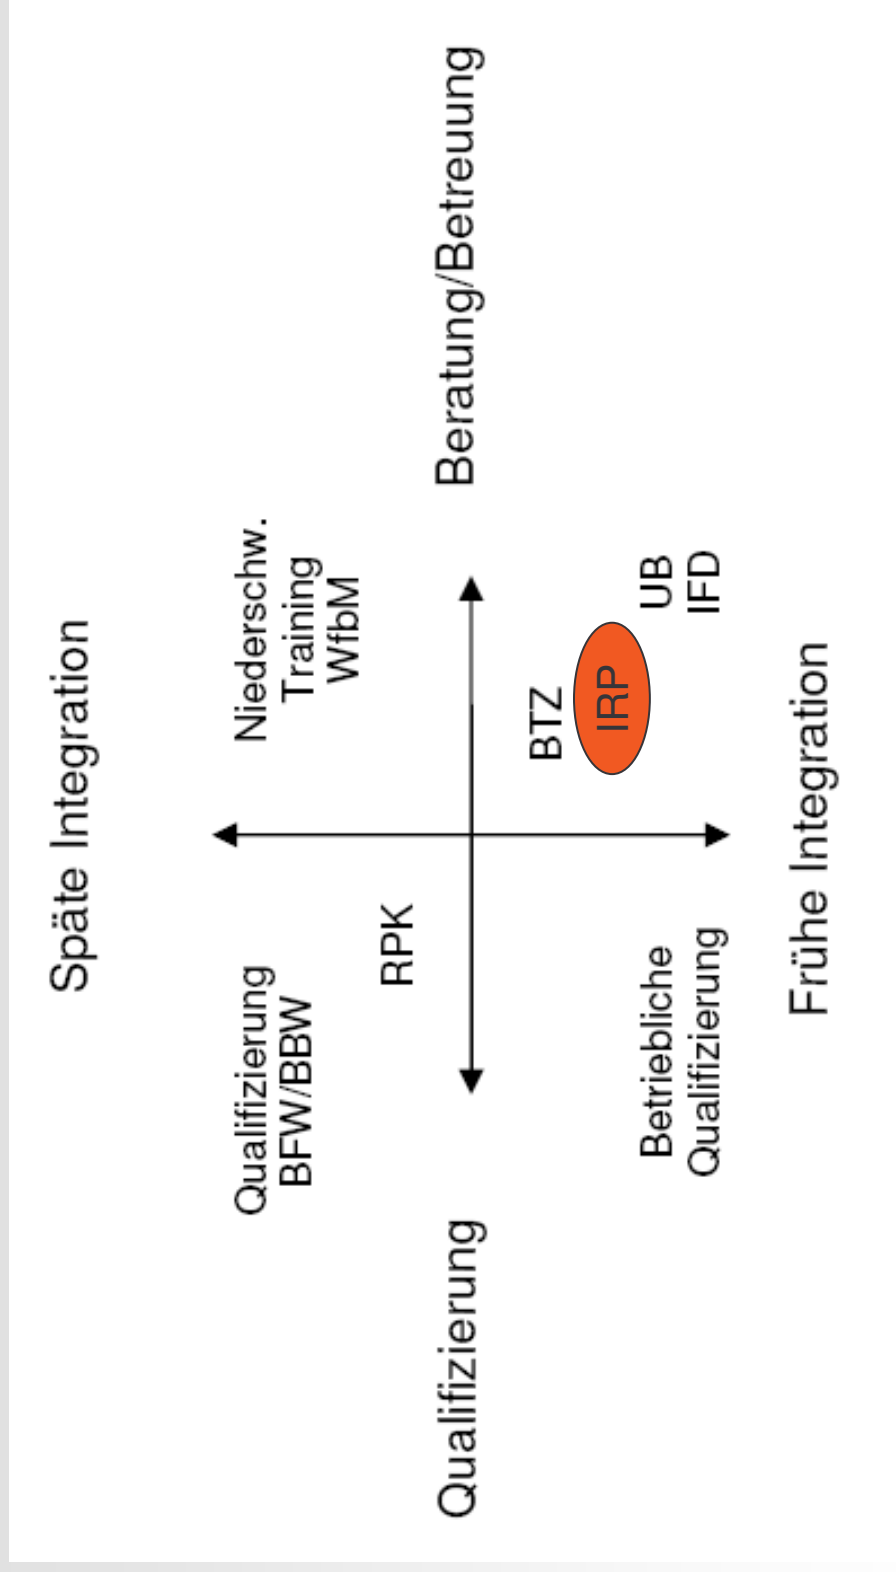 Späte Integration
Qualifizierung
BFW/BBW
Niederschw.
Training
WfbM
RPK
Qualifizierung
Beratung/Betreuung
BTZ
IRP
Betriebliche
Qualifizierung
UB
IFD
Frühe Integration